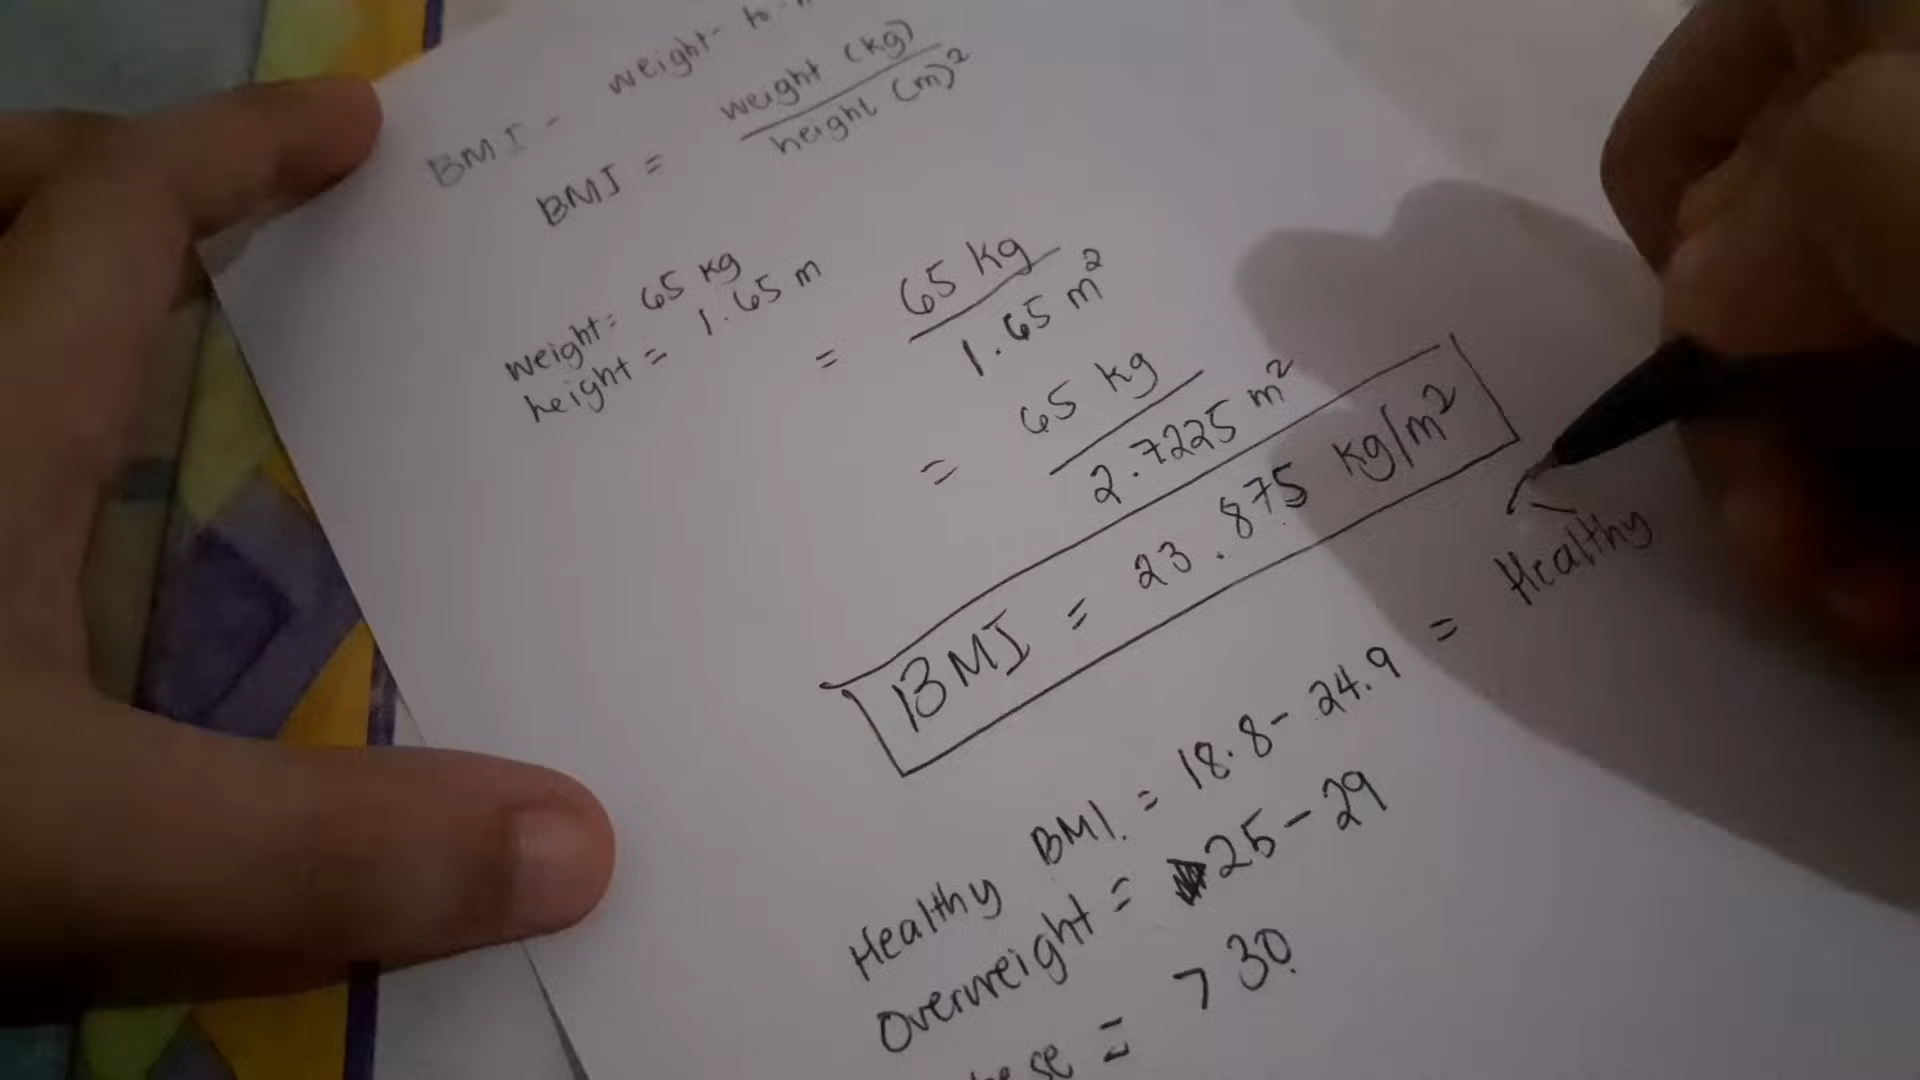 BMI - weight- to-
BMI = weight (kg)
height (m)²
weight: 65 kg
height = 1.65 m
= 65 kg
1.65 m²
= 65 kg
2.7225 m²
BMI = 23.875 kg/m²
Healthy BMI. = 18.8 - 24.9 = Healthy
Overweight = 25 - 29
= > 30